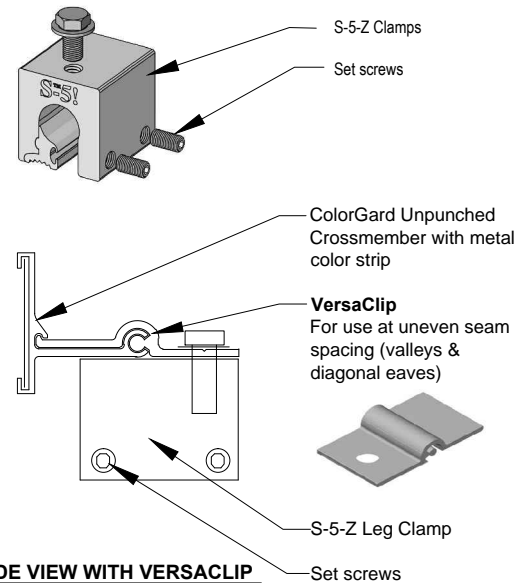 S-5-Z Clamps
Set screws
S-5!
ColorGard Unpunched
Crossmember with metal
color strip
VersaClip
For use at uneven seam
spacing (valleys &
diagonal eaves)
S-5-Z Leg Clamp
DE VIEW WITH VERSACLIP
Set screws